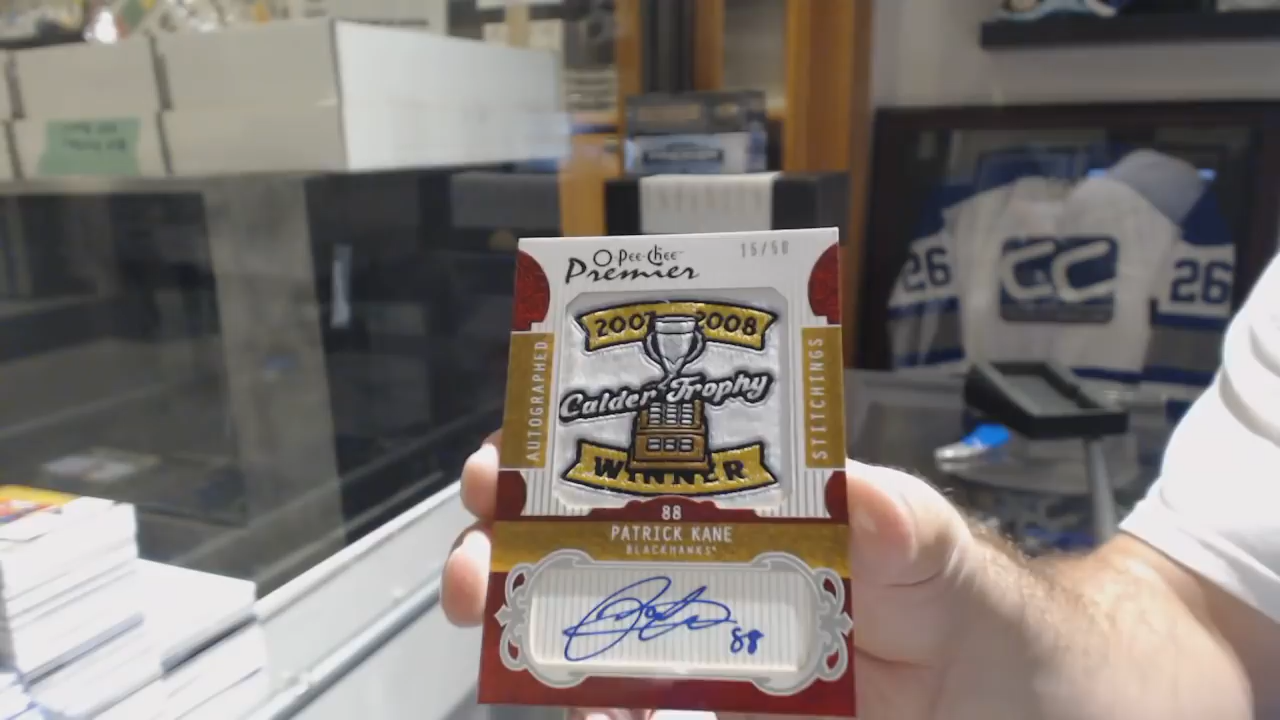 O-Pee-Chee
Premier
15/50
2007 2008
Calder Trophy
WINNER
AUTOGRAPHED
STITCHINGS
88
PATRICK KANE
BLACKHAWKS
88
26
26